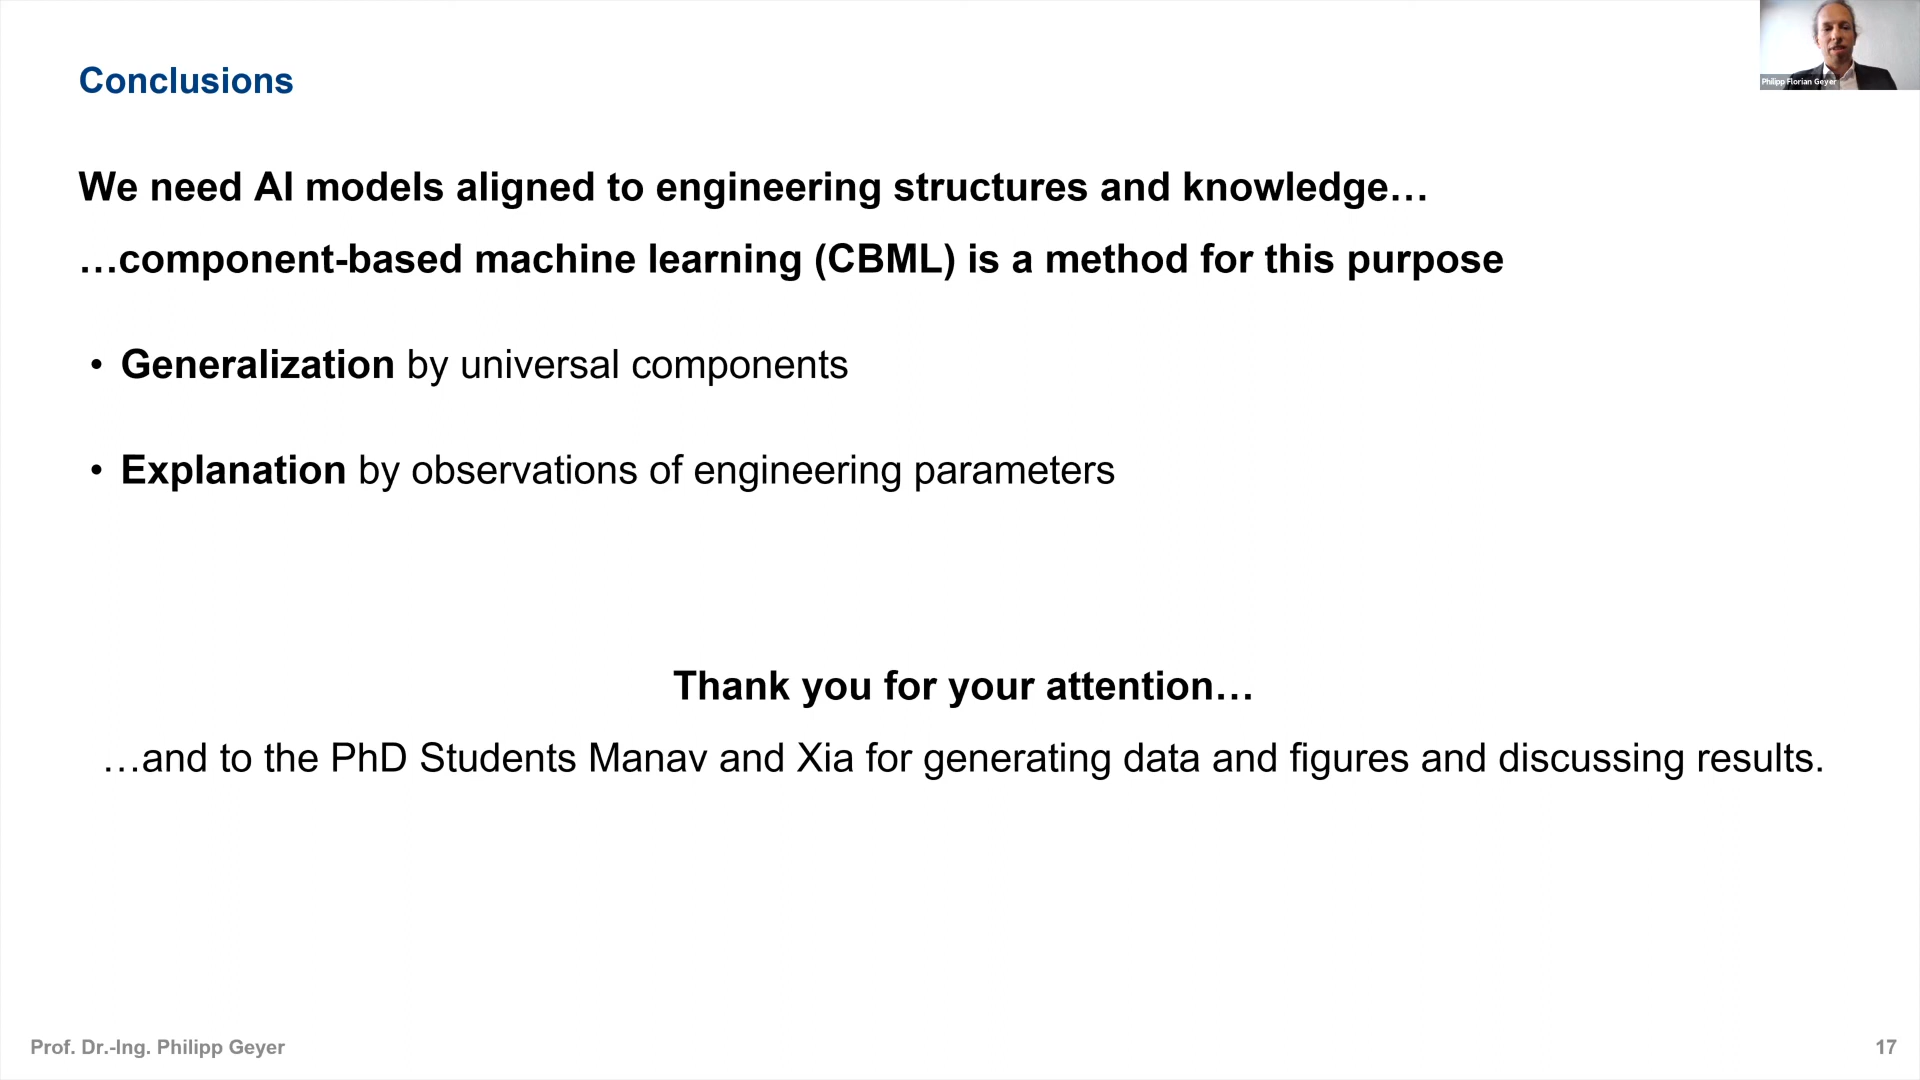 Conclusions
Philipp Florian Geyer
We need AI models aligned to engineering structures and knowledge…
…component-based machine learning (CBML) is a method for this purpose
• Generalization by universal components
• Explanation by observations of engineering parameters
Thank you for your attention…
…and to the PhD Students Manav and Xia for generating data and figures and discussing results.
Prof. Dr.-Ing. Philipp Geyer
17